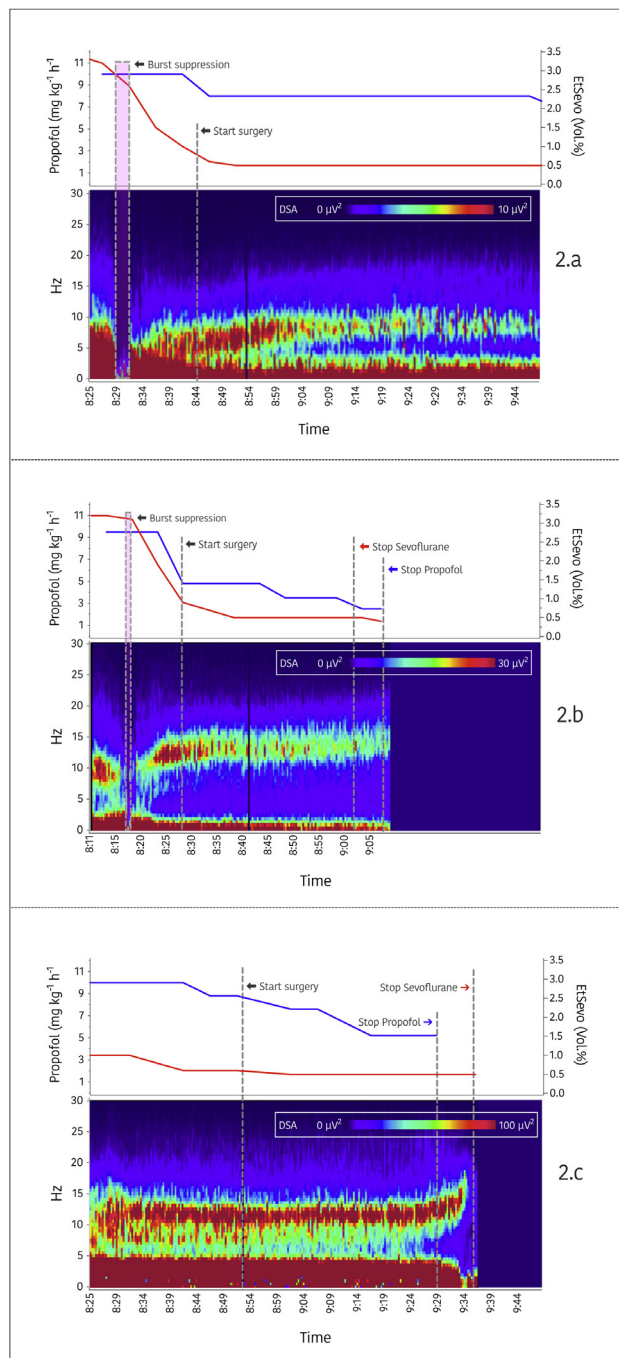 Propofol (mg kg⁻¹ h⁻¹)
11
9
7
5
3
1
Burst suppression
Start surgery
3.5
3.0
2.5
2.0
1.5
1.0
0.5
0.0
EtSevo (Vol.%)
Hz
30
25
20
15
10
5
0
DSA 0 μV² 10 μV²
2.a
8:25 8:29 8:34 8:39 8:44 8:49 8:54 8:59 9:04 9:09 9:14 9:19 9:24 9:29 9:34 9:39 9:44
Time
Propofol (mg kg⁻¹ h⁻¹)
11
9
7
5
3
1
Burst suppression
Start surgery
Stop Sevoflurane
Stop Propofol
3.5
3.0
2.5
2.0
1.5
1.0
0.5
0.0
EtSevo (Vol.%)
Hz
30
25
20
15
10
5
0
DSA 0 μV² 30 μV²
2.b
8:11 8:15 8:20 8:25 8:30 8:35 8:40 8:45 8:50 8:55 9:00 9:05
Time
Propofol (mg kg⁻¹ h⁻¹)
11
9
7
5
3
1
Start surgery
Stop Sevoflurane
Stop Propofol
3.5
3.0
2.5
2.0
1.5
1.0
0.5
0.0
EtSevo (Vol.%)
Hz
30
25
20
15
10
5
0
DSA 0 μV² 100 μV²
2.c
8:25 8:29 8:34 8:39 8:44 8:49 8:54 8:59 9:04 9:09 9:14 9:19 9:24 9:29 9:34 9:39 9:44
Time